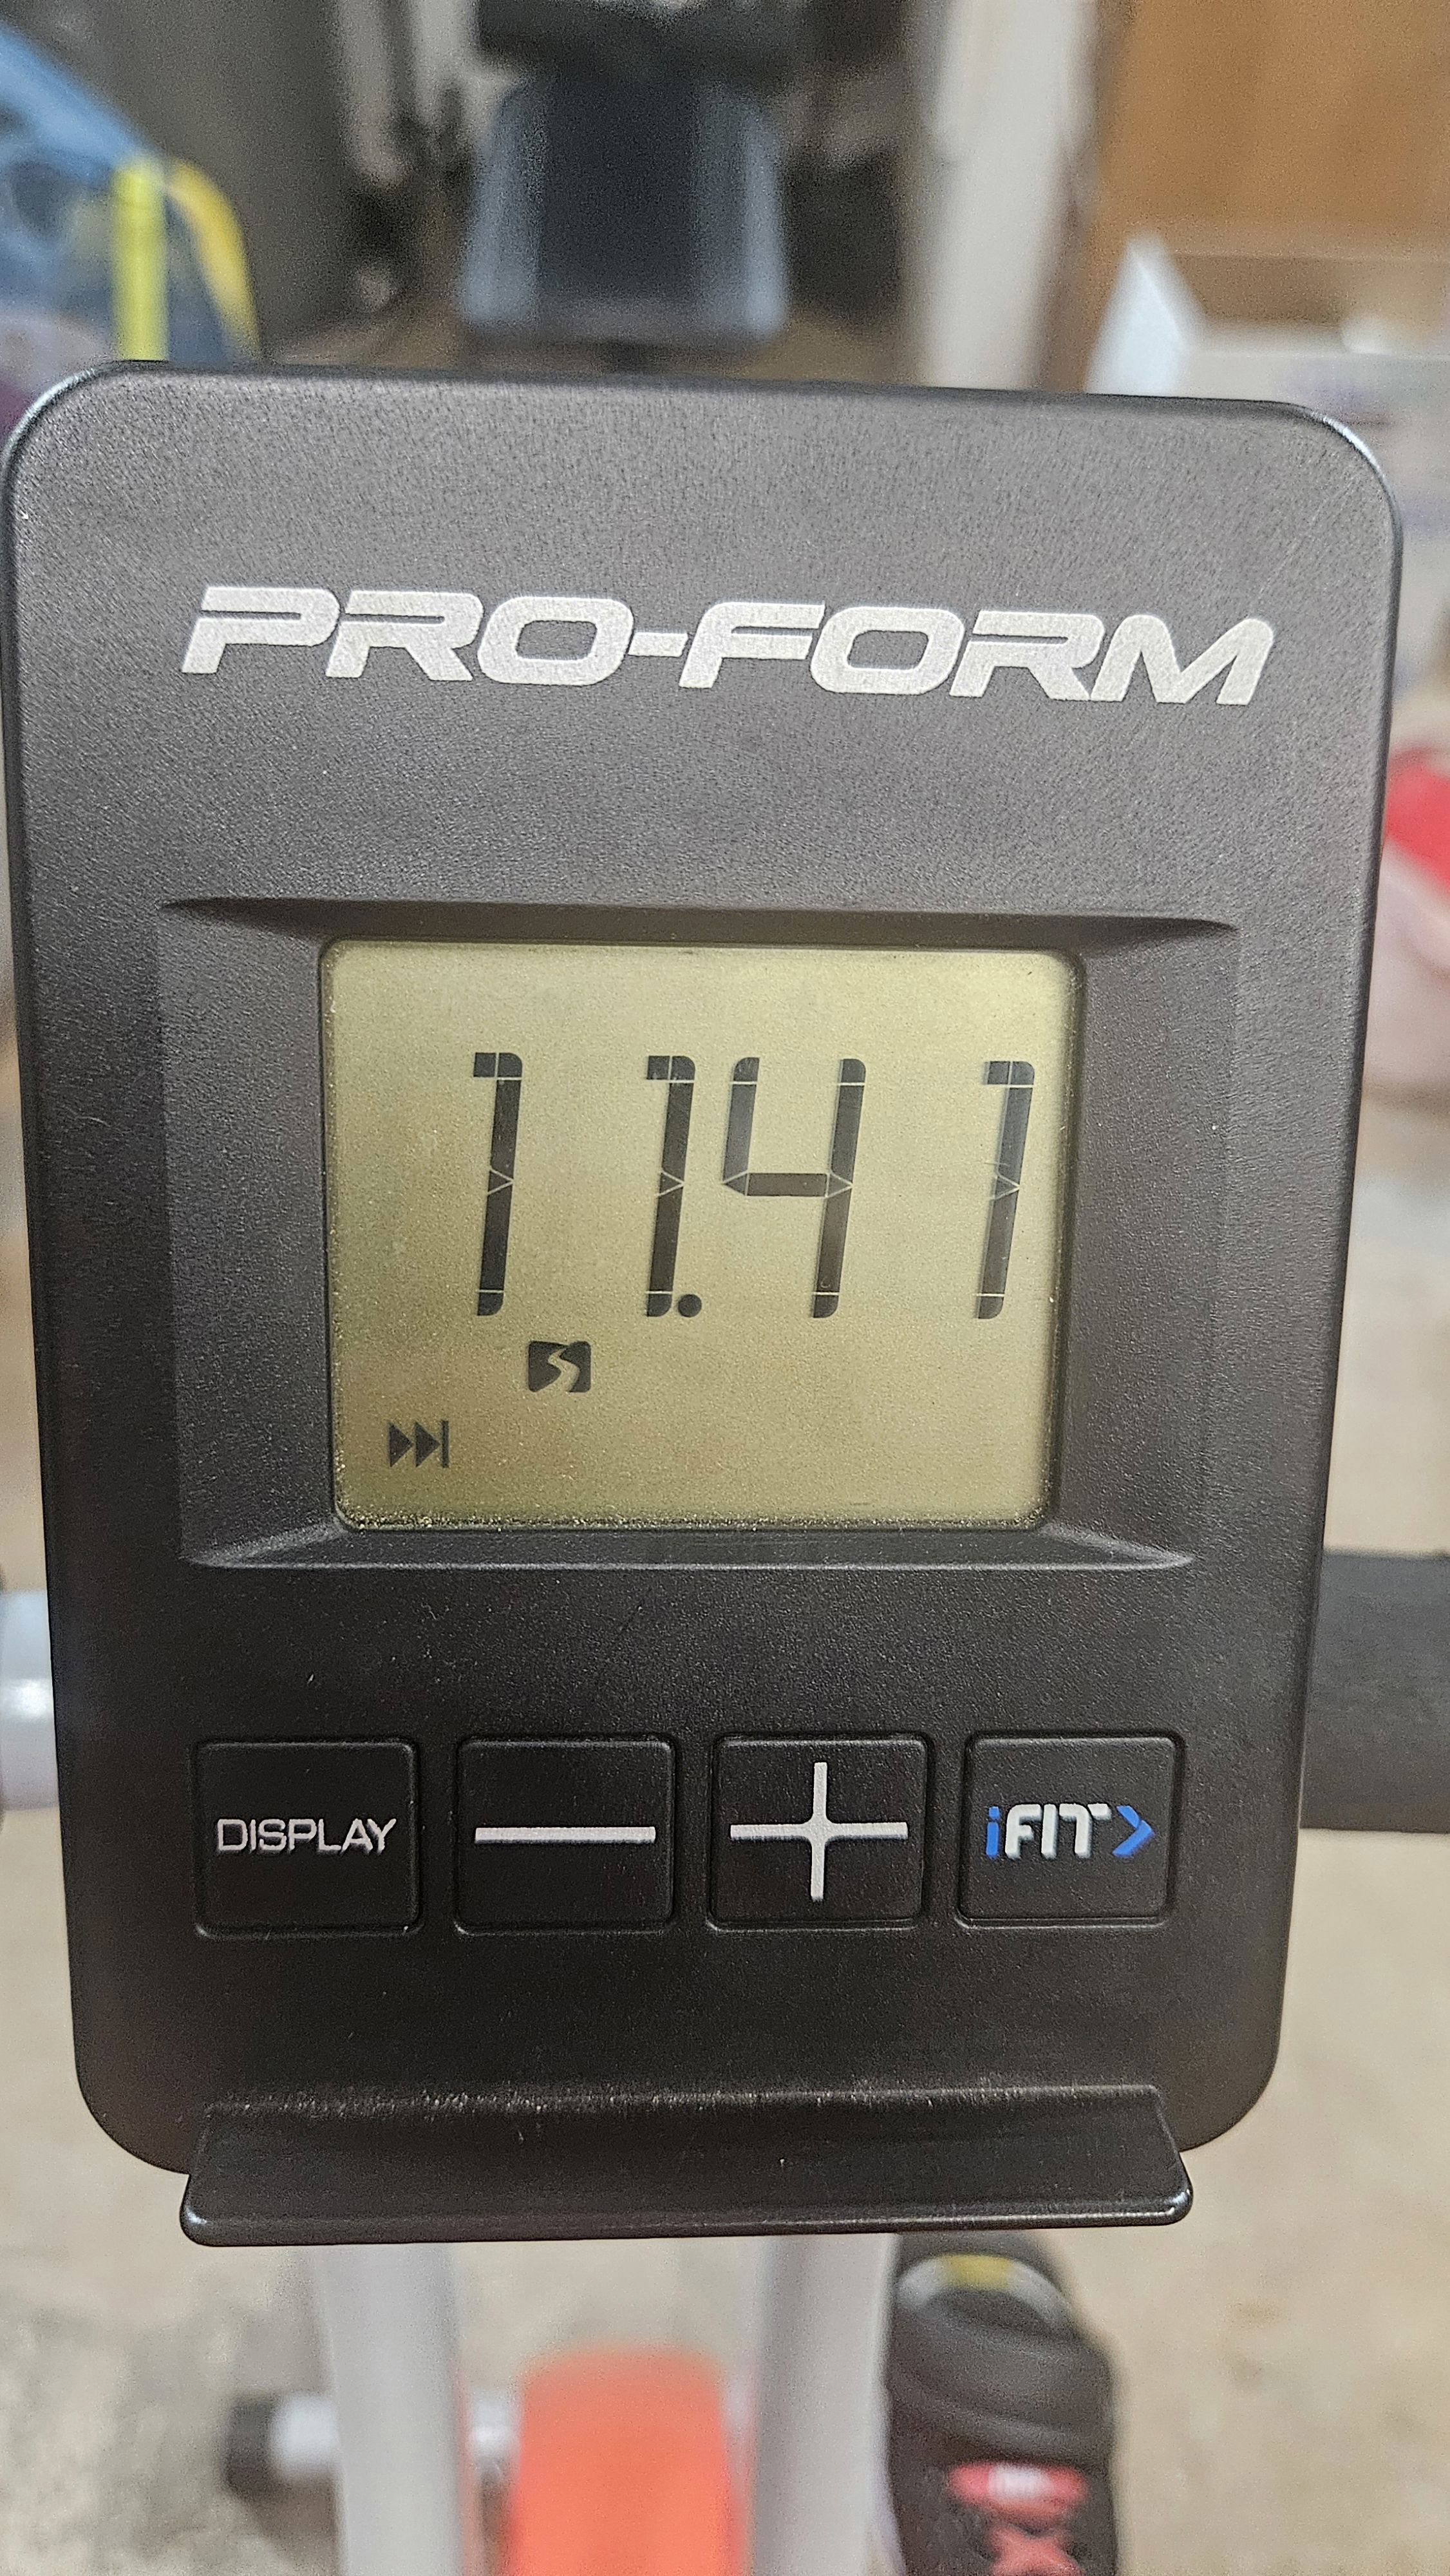 PRO-FORM
11.41
DISPLAY − + iFIT